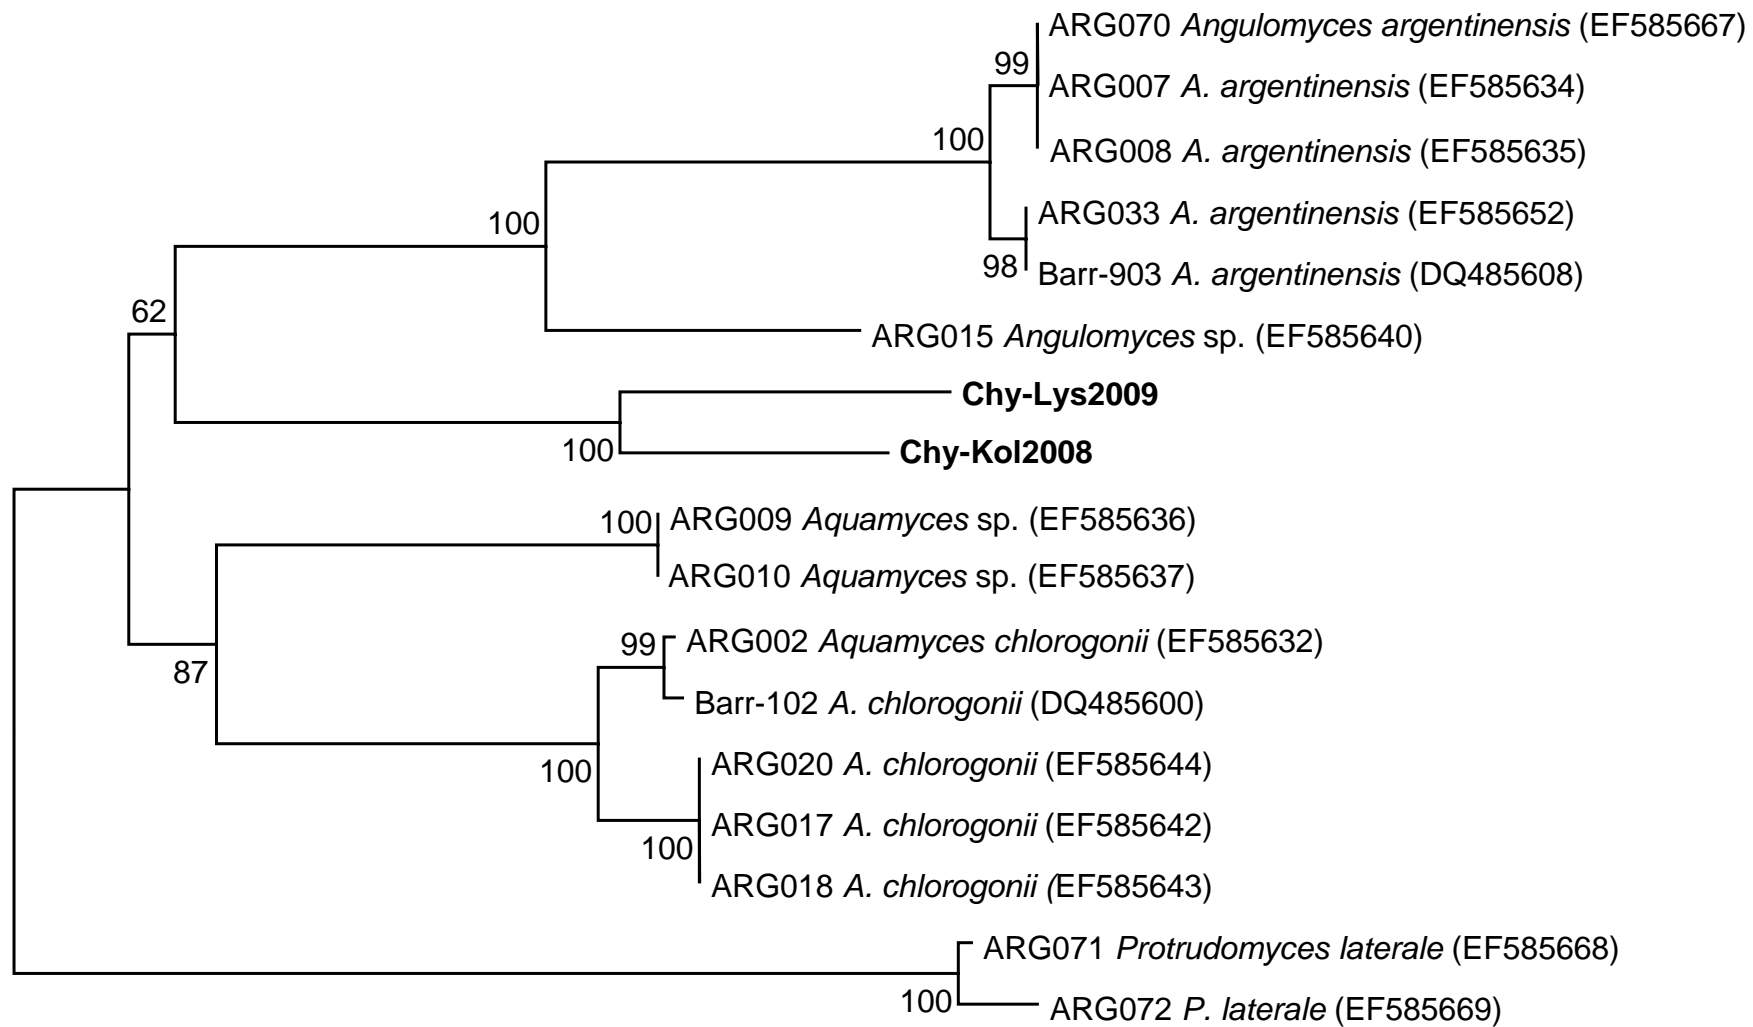 ARG070 Angulomyces argentinensis (EF585667)
99
ARG007 A. argentinensis (EF585634)
100
ARG008 A. argentinensis (EF585635)
ARG033 A. argentinensis (EF585652)
100
98
Barr-903 A. argentinensis (DQ485608)
62
ARG015 Angulomyces sp. (EF585640)
Chy-Lys2009
100
Chy-Kol2008
100
ARG009 Aquamyces sp. (EF585636)
ARG010 Aquamyces sp. (EF585637)
99
ARG002 Aquamyces chlorogonii (EF585632)
87
Barr-102 A. chlorogonii (DQ485600)
100
ARG020 A. chlorogonii (EF585644)
ARG017 A. chlorogonii (EF585642)
100
ARG018 A. chlorogonii (EF585643)
ARG071 Protrudomyces laterale (EF585668)
100
ARG072 P. laterale (EF585669)